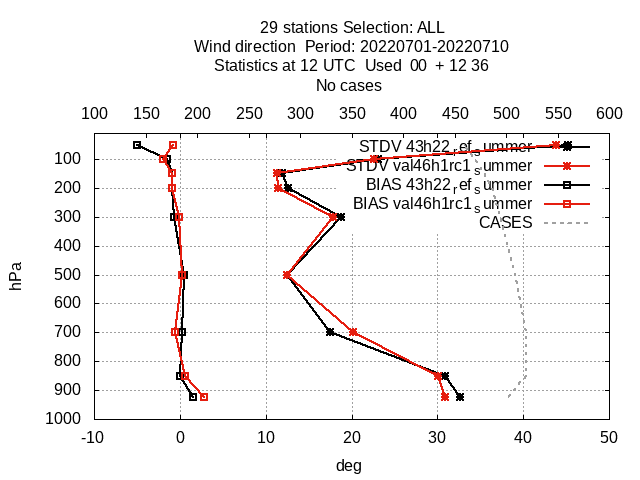 29 stations Selection: ALL
Wind direction  Period: 20220701-20220710
Statistics at 12 UTC  Used  00  + 12 36
No cases
100 150 200 250 300 350 400 450 500 550 600
STDV 43h22_ref_summer
STDV val46h1rc1_summer
BIAS 43h22_ref_summer
BIAS val46h1rc1_summer
CASES
100
200
300
400
500
600
700
800
900
1000
hPa
-10 0 10 20 30 40 50
deg